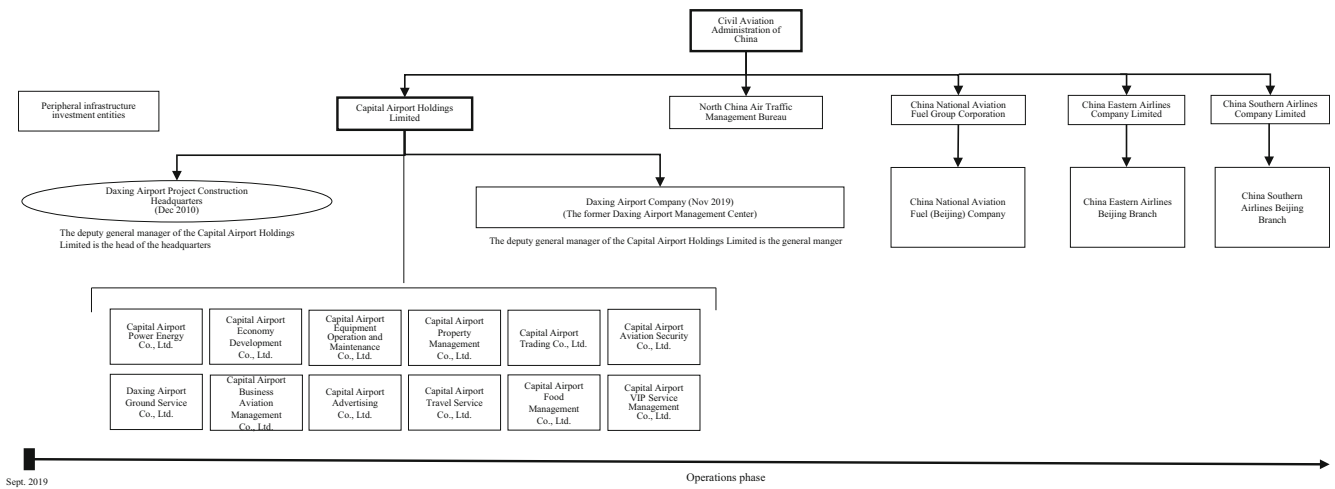 Civil Aviation
Administration of
China
Peripheral infrastructure
investment entities
Capital Airport Holdings
Limited
North China Air Traffic
Management Bureau
China National Aviation
Fuel Group Corporation
China Eastern Airlines
Company Limited
China Southern Airlines
Company Limited
Daxing Airport Project Construction
Headquarters
(Dec 2010)
The deputy general manager of the Capital Airport Holdings
Limited is the head of the headquarters
Daxing Airport Company (Nov 2019)
(The former Daxing Airport Management Center)
The deputy general manager of the Capital Airport Holdings Limited is the general manger
China National Aviation
Fuel (Beijing) Company
China Eastern Airlines
Beijing Branch
China Southern
Airlines Beijing
Branch
Capital Airport
Power Energy
Co., Ltd.
Capital Airport
Economy
Development
Co., Ltd.
Capital Airport
Equipment
Operation and
Maintenance
Co., Ltd.
Capital Airport
Property
Management
Co., Ltd.
Capital Airport
Trading Co., Ltd.
Capital Airport
Aviation Security
Co., Ltd.
Daxing Airport
Ground Service
Co., Ltd.
Capital Airport
Business
Aviation
Management
Co., Ltd.
Capital Airport
Advertising
Co., Ltd.
Capital Airport
Travel Service
Co., Ltd.
Capital Airport
Food
Management
Co., Ltd.
Capital Airport
VIP Service
Management
Co., Ltd.
Sept. 2019
Operations phase